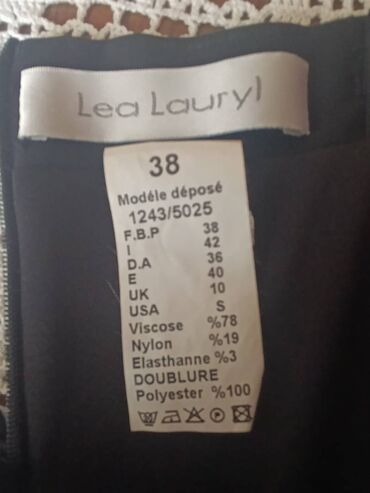 Lea Lauryl
38
Modéle déposé
1243/5025
F.B.P 38
I 42
D.A 36
E 40
UK 10
USA S
Viscose %78
Nylon %19
Elasthanne %3
DOUBLURE
Polyester %100